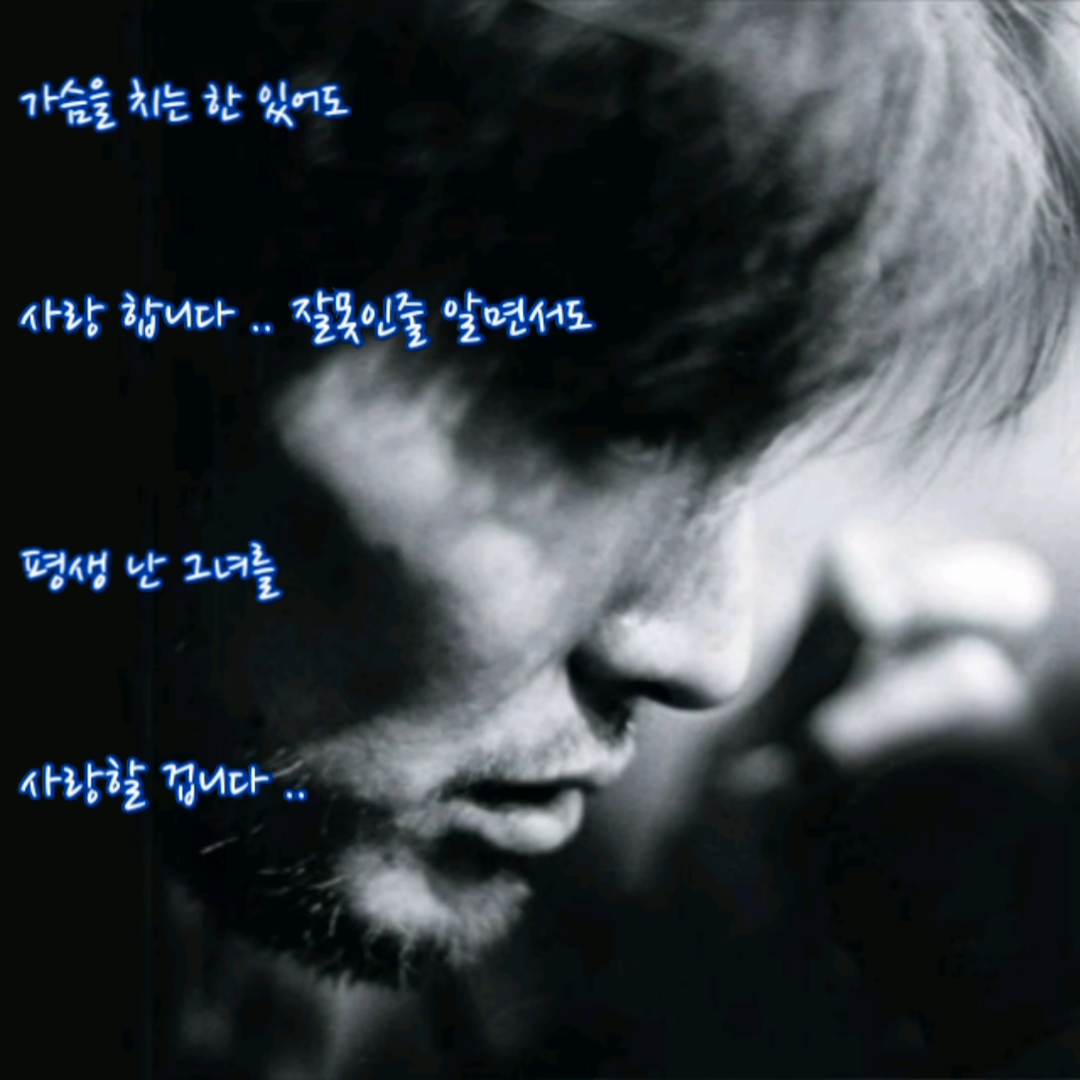 가슴을 치는 한 있어도
사랑 합니다 .. 잘못인줄 알면서도
평생 난 그녀를
사랑할 겁니다 ..